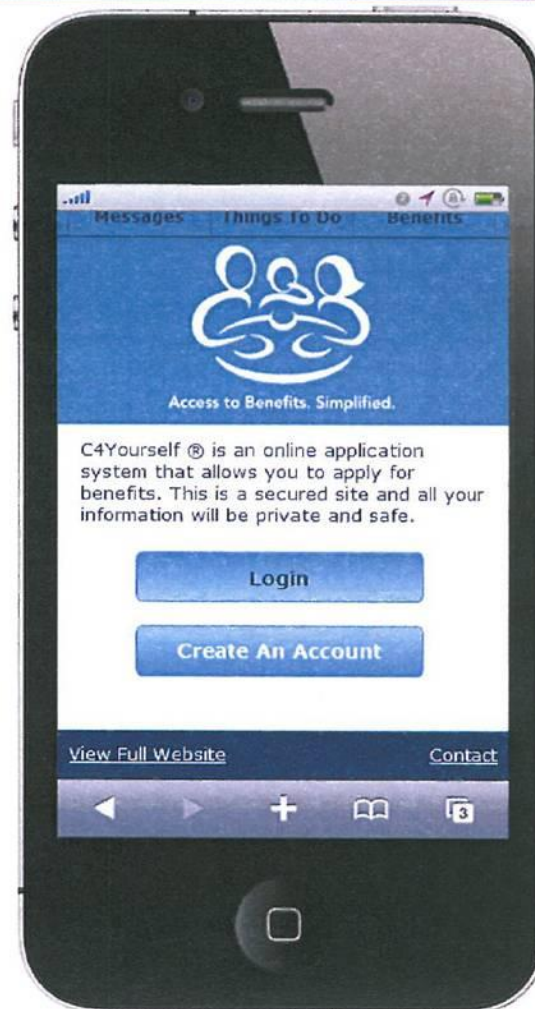 Messages Things To Do Benefits
Access to Benefits. Simplified.
C4Yourself ® is an online application
system that allows you to apply for
benefits. This is a secured site and all your
information will be private and safe.
Login
Create An Account
View Full Website Contact
3